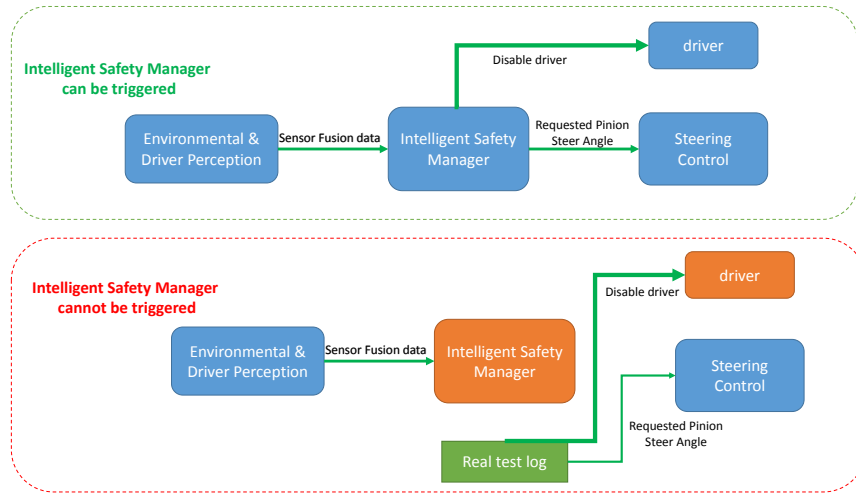 Intelligent Safety Manager
can be triggered
driver
Disable driver
Environmental &
Driver Perception
Sensor Fusion data
Intelligent Safety
Manager
Requested Pinion
Steer Angle
Steering
Control
Intelligent Safety Manager
cannot be triggered
driver
Disable driver
Environmental &
Driver Perception
Sensor Fusion data
Intelligent Safety
Manager
Steering
Control
Requested Pinion
Steer Angle
Real test log